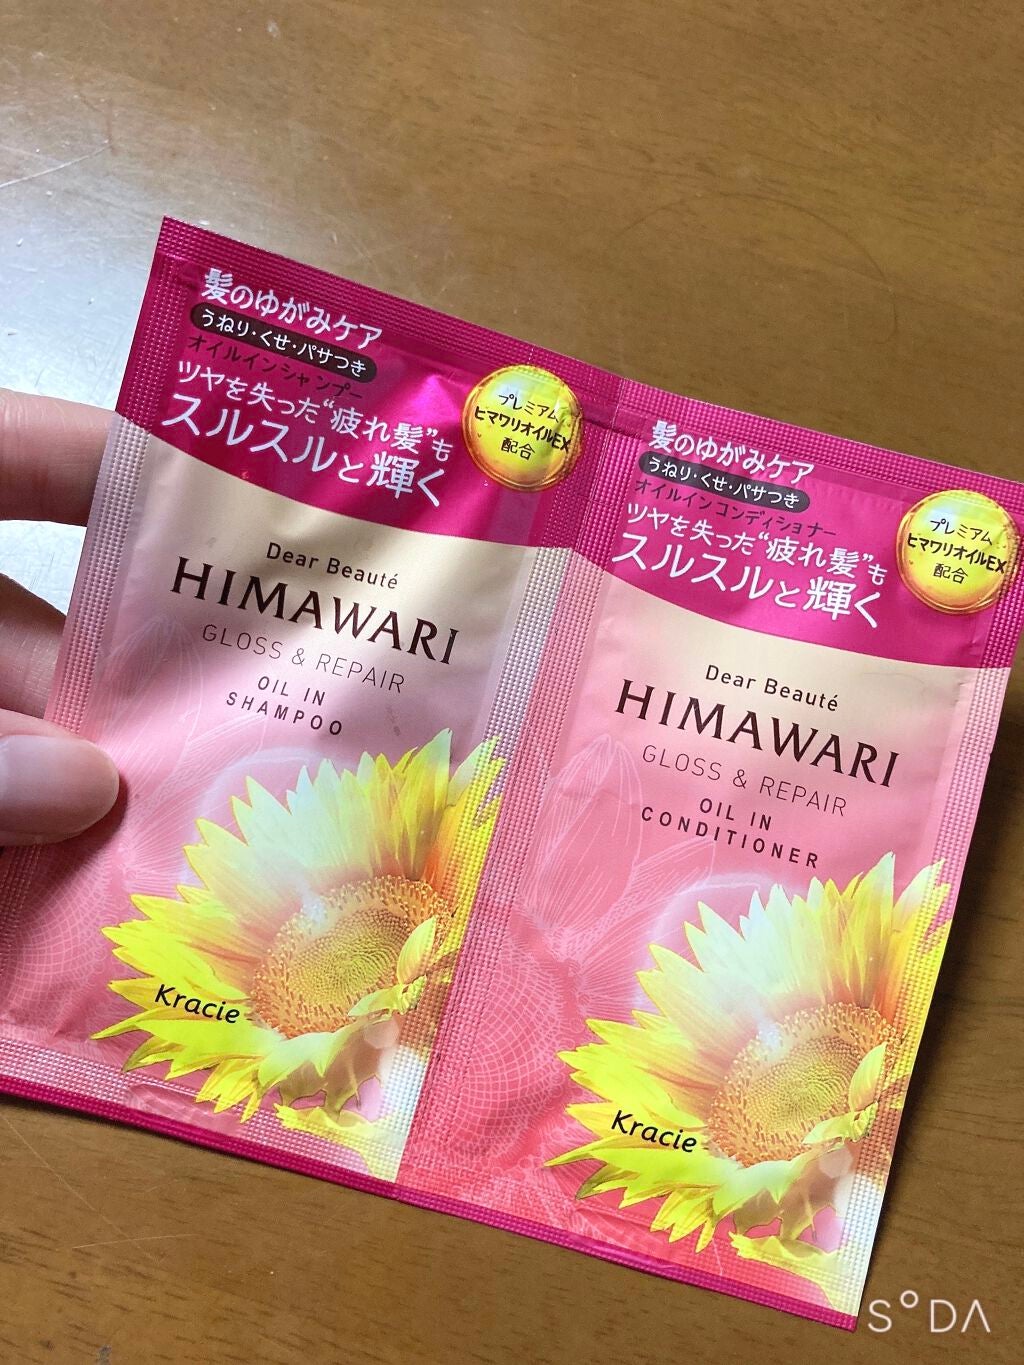 髪のゆがみケア
うねり・くせ・パサつき
オイルインシャンプー
ツヤを失った“疲れ髪”も
スルスルと輝く
プレミアム
ヒマワリオイルEX
配合
Dear Beauté
HIMAWARI
GLOSS & REPAIR
OIL IN
SHAMPOO
Kracie
髪のゆがみケア
うねり・くせ・パサつき
オイルインコンディショナー
ツヤを失った“疲れ髪”も
スルスルと輝く
プレミアム
ヒマワリオイルEX
配合
Dear Beauté
HIMAWARI
GLOSS & REPAIR
OIL IN
CONDITIONER
Kracie
SODA